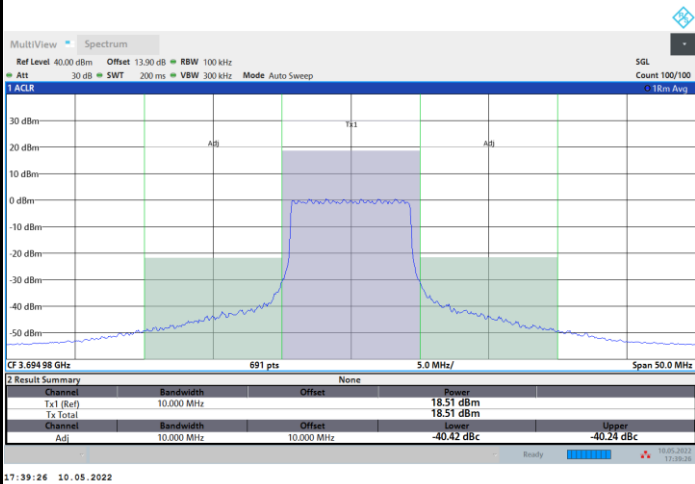 MultiView Spectrum
Ref Level 40.00 dBm Offset 13.90 dB RBW 100 kHz SGL
Att 30 dB SWT 200 ms VBW 300 kHz Mode Auto Sweep Count 100/100
1 ACLR 1Rm Avg
Tx1
30 dBm
Adj Adj
20 dBm
10 dBm
0 dBm
-10 dBm
-20 dBm
-30 dBm
-40 dBm
-50 dBm
CF 3.69498 GHz 691 pts 5.0 MHz/ Span 50.0 MHz
2 Result Summary None
Channel Bandwidth Offset Power
Tx1 (Ref) 10.000 MHz 18.51 dBm
Tx Total 18.51 dBm
Channel Bandwidth Offset Lower Upper
Adj 10.000 MHz 10.000 MHz -40.42 dBc -40.24 dBc
Ready 10.05.2022
17:39:26
17:39:26 10.05.2022